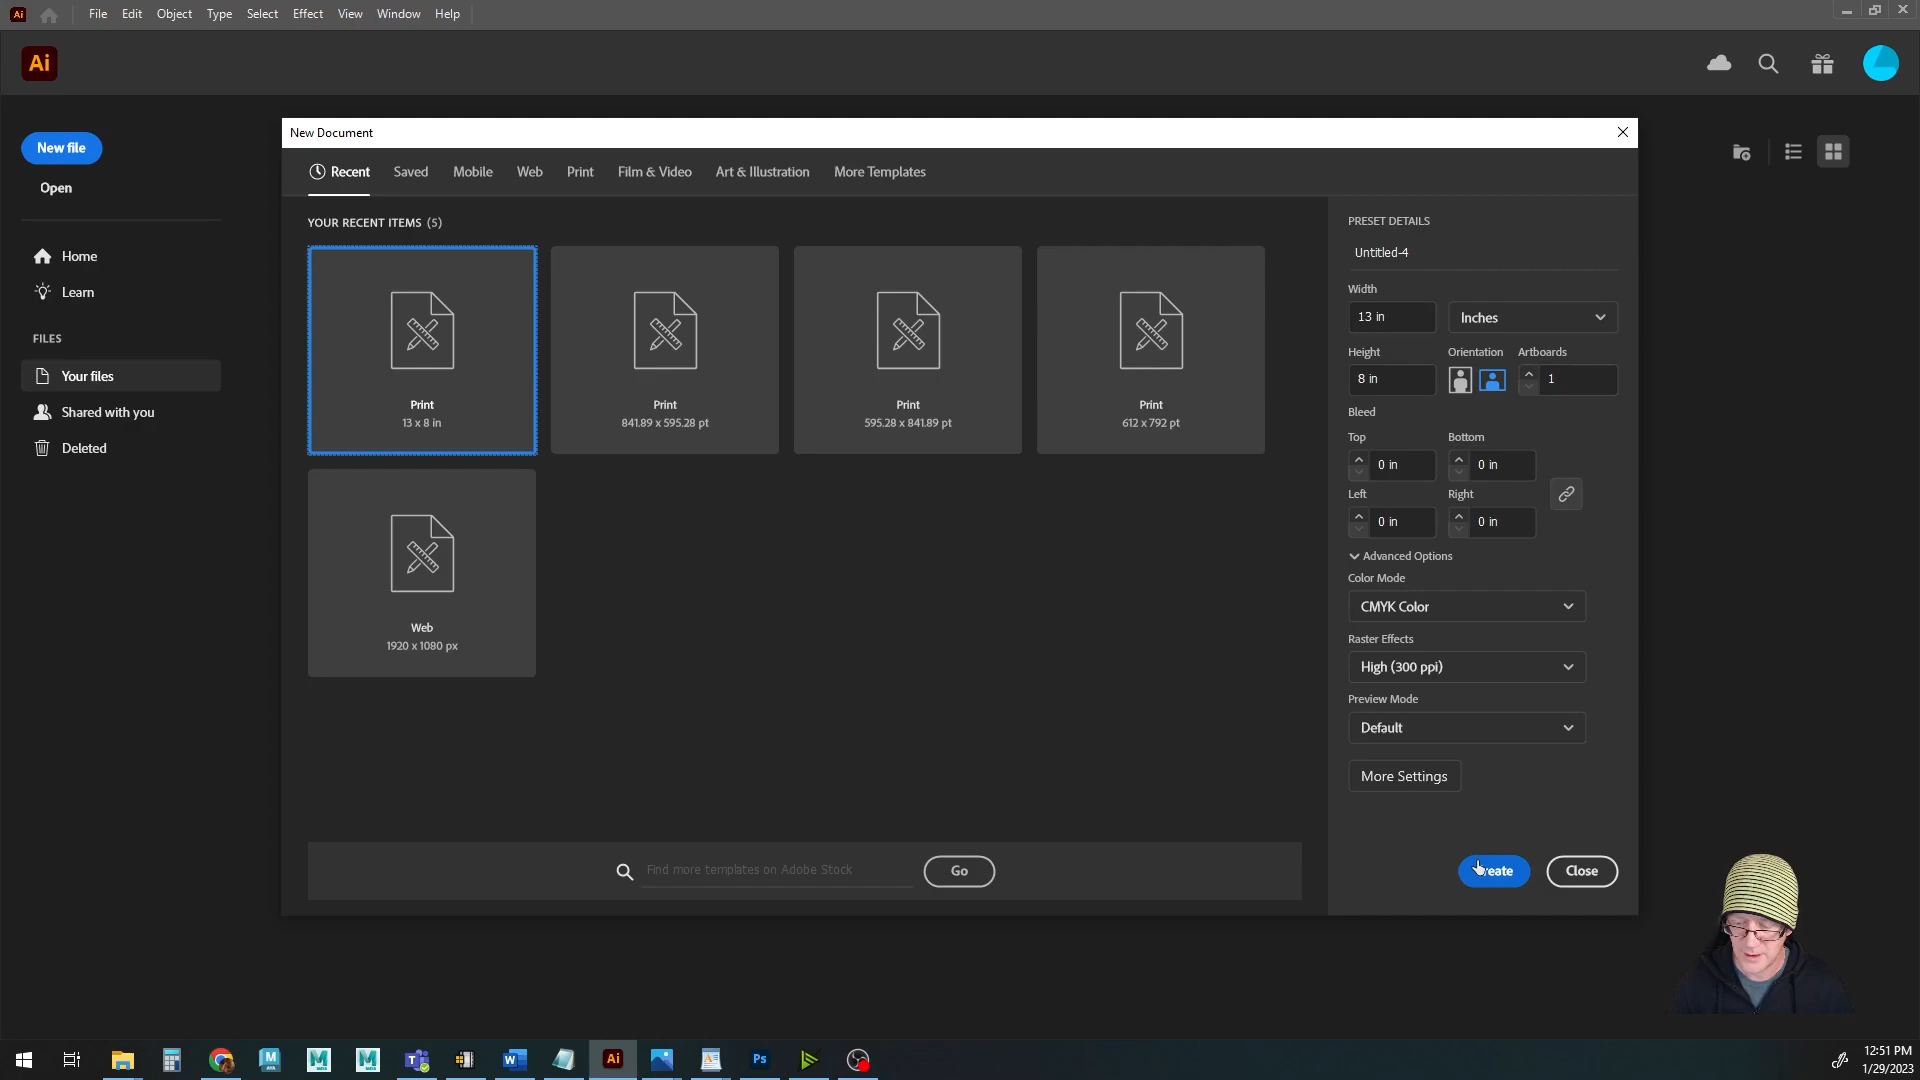 Ai
File Edit Object Type Select Effect View Window Help
Ai
New file
Open
Home
Learn
FILES
Your files
Shared with you
Deleted
New Document
Recent Saved Mobile Web Print Film & Video Art & Illustration More Templates
YOUR RECENT ITEMS (5)
Print
13 x 8 in
Print
841.89 x 595.28 pt
Print
595.28 x 841.89 pt
Print
612 x 792 pt
Web
1920 x 1080 px
Find more templates on Adobe Stock
Go
PRESET DETAILS
Untitled-4
Width
13 in Inches
Height Orientation Artboards
8 in 1
Bleed
Top Bottom
0 in 0 in
Left Right
0 in 0 in
Advanced Options
Color Mode
CMYK Color
Raster Effects
High (300 ppi)
Preview Mode
Default
More Settings
reate Close
Ai Ps
12:51 PM
1/29/2023